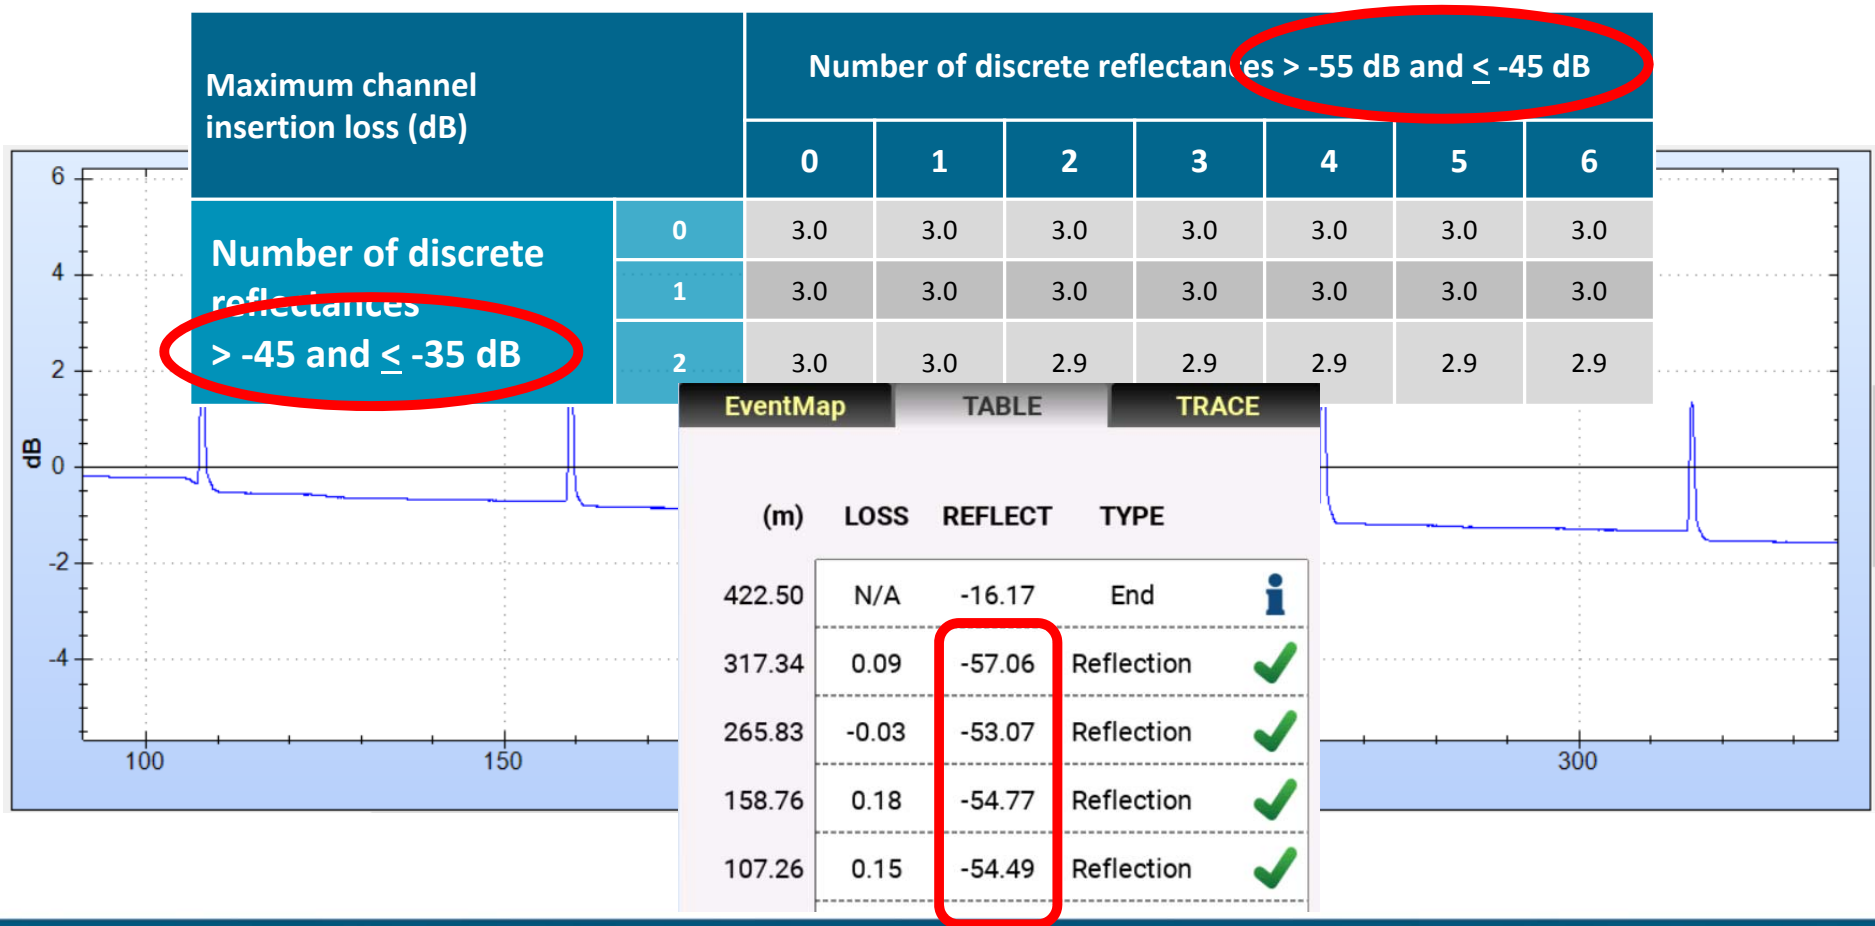 Maximum channel
insertion loss (dB)
Number of discrete reflectances > -55 dB and ≤ -45 dB
0 1 2 3 4 5 6
Number of discrete
reflectances
> -45 and ≤ -35 dB
0 3.0 3.0 3.0 3.0 3.0 3.0 3.0
1 3.0 3.0 3.0 3.0 3.0 3.0 3.0
2 3.0 3.0 2.9 2.9 2.9 2.9 2.9
6
4
2
0
-2
-4
dB
100 150 300
EventMap TABLE TRACE
(m) LOSS REFLECT TYPE
422.50 N/A -16.17 End
317.34 0.09 -57.06 Reflection
265.83 -0.03 -53.07 Reflection
158.76 0.18 -54.77 Reflection
107.26 0.15 -54.49 Reflection